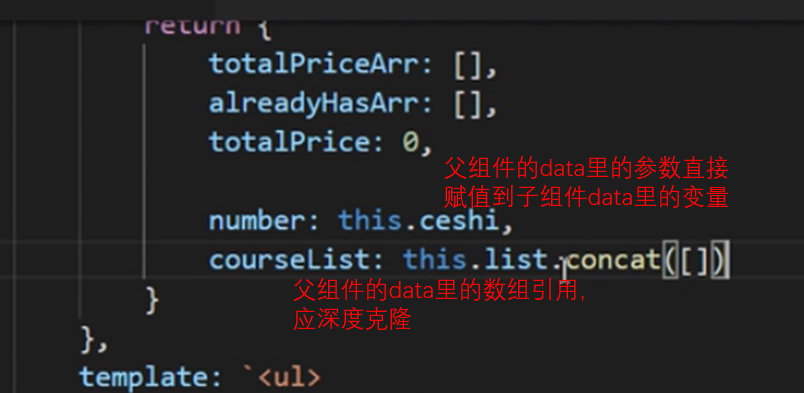 return {
totalPriceArr: [],
alreadyHasArr: [],
totalPrice: 0,
父组件的data里的参数直接
赋值到子组件data里的变量
number: this.ceshi,
courseList: this.list.concat([])
父组件的data里的数组引用,
应深度克隆
}
},
template: `<ul>